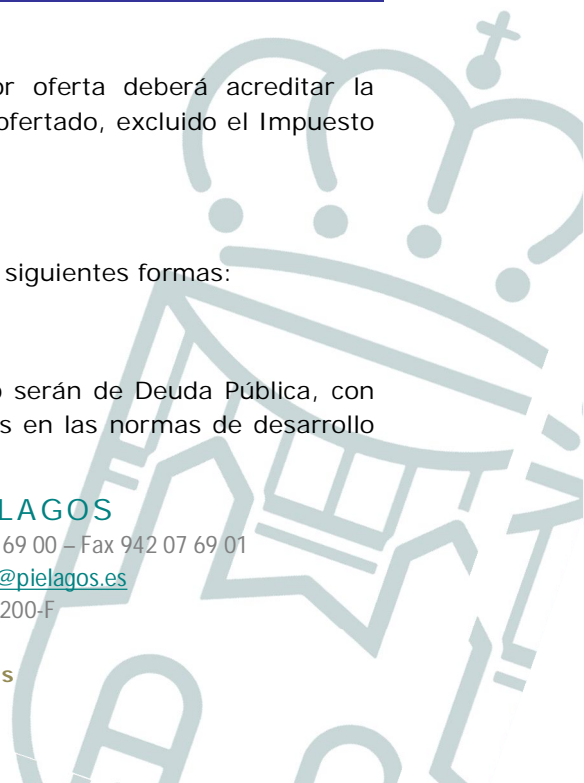 or oferta deberá acreditar la
ofertado, excluido el Impuesto
siguientes formas:
o serán de Deuda Pública, con
s en las normas de desarrollo
LAGOS
69 00 – Fax 942 07 69 01
@pielagos.es
200-F
s